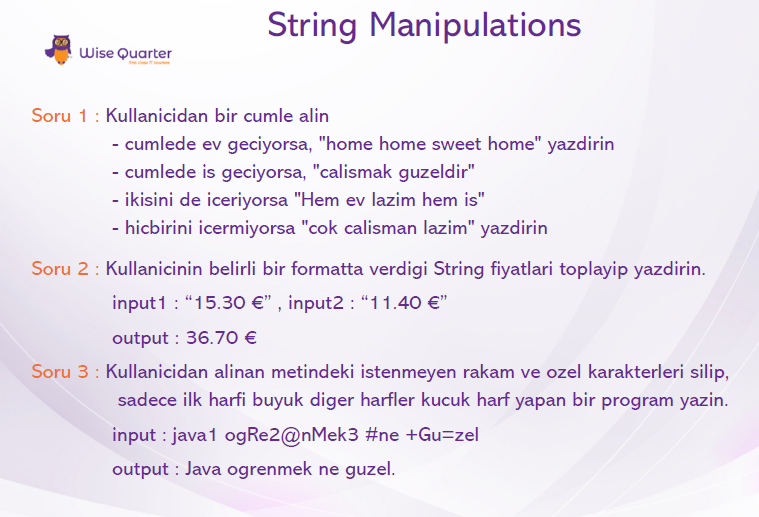 String Manipulations
Wise Quarter
Soru 1 : Kullanicidan bir cumle alin
- cumlede ev geciyorsa, "home home sweet home" yazdirin
- cumlede is geciyorsa, "calismak guzeldir"
- ikisini de iceriyorsa "Hem ev lazim hem is"
- hicbirini icermiyorsa "cok calisman lazim" yazdirin
Soru 2 : Kullanicinin belirli bir formatta verdigi String fiyatlari toplayip yazdirin.
input1 : “15.30 €” , input2 : “11.40 €”
output : 36.70 €
Soru 3 : Kullanicidan alinan metindeki istenmeyen rakam ve ozel karakterleri silip,
sadece ilk harfi buyuk diger harfler kucuk harf yapan bir program yazin.
input : java1 ogRe2@nMek3 #ne +Gu=zel
output : Java ogrenmek ne guzel.